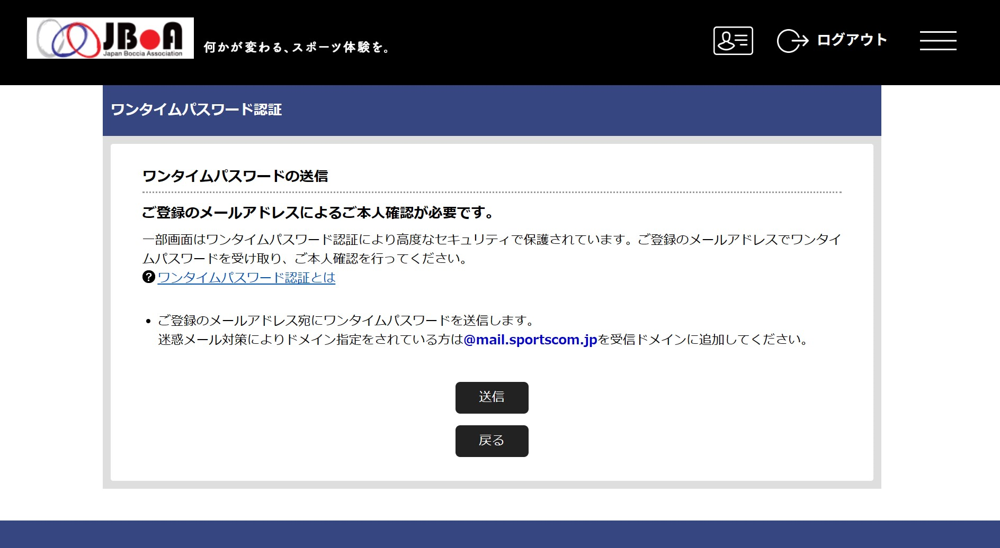 JBoA
Japan Boccia Association
何かが変わる、スポーツ体験を。
ログアウト
ワンタイムパスワード認証
ワンタイムパスワードの送信
ご登録のメールアドレスによるご本人確認が必要です。
一部画面はワンタイムパスワード認証により高度なセキュリティで保護されています。ご登録のメールアドレスでワンタイ
ムパスワードを受け取り、ご本人確認を行ってください。
?ワンタイムパスワード認証とは
• ご登録のメールアドレス宛にワンタイムパスワードを送信します。
迷惑メール対策によりドメイン指定をされている方は@mail.sportscom.jpを受信ドメインに追加してください。
送信
戻る